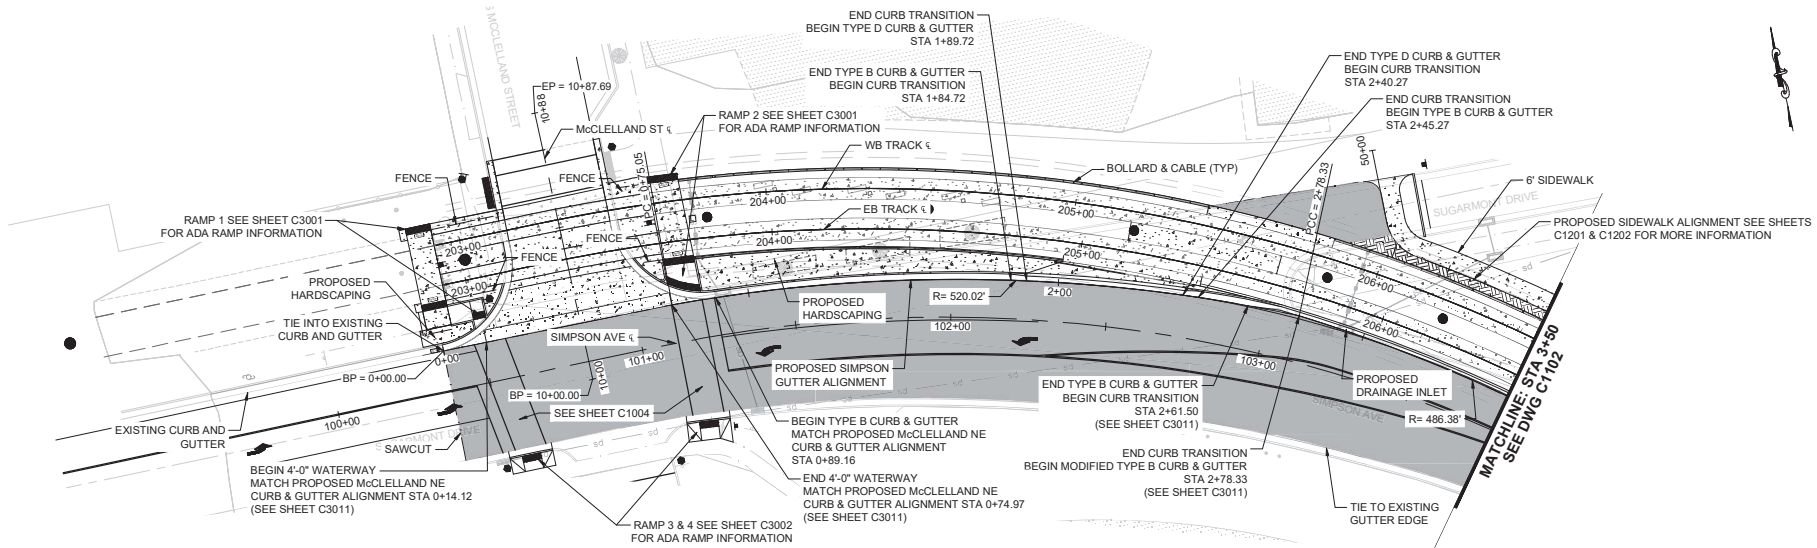 END CURB TRANSITION
BEGIN TYPE D CURB & GUTTER
STA 1+89.72
END TYPE B CURB & GUTTER
BEGIN CURB TRANSITION
STA 1+84.72
END TYPE D CURB & GUTTER
BEGIN CURB TRANSITION
STA 2+40.27
END CURB TRANSITION
BEGIN TYPE B CURB & GUTTER
STA 2+45.27
S MCCLELLAND STREET
EP = 10+87.69
10+88
McCLELLAND ST ℄
RAMP 2 SEE SHEET C3001
FOR ADA RAMP INFORMATION
WB TRACK ℄
BOLLARD & CABLE (TYP)
50+00
6' SIDEWALK
SUGARMONT DRIVE
PROPOSED SIDEWALK ALIGNMENT SEE SHEETS
C1201 & C1202 FOR MORE INFORMATION
FENCE
FENCE
PC = 0+75.05
204+00
EB TRACK ℄
205+00
PCC = 2+78.33
RAMP 1 SEE SHEET C3001
FOR ADA RAMP INFORMATION
203+00
FENCE
204+00
205+00
206+00
FENCE
203+00
PROPOSED
HARDSCAPING
PROPOSED
HARDSCAPING
R= 520.02'
2+00
206+00
TIE INTO EXISTING
CURB AND GUTTER
0+00
SIMPSON AVE ℄
101+00
102+00
103+00
BP = 0+00.00
10+00
BP = 10+00.00
PROPOSED SIMPSON
GUTTER ALIGNMENT
PROPOSED
DRAINAGE INLET
SIMPSON AVE
R= 486.38'
MATCHLINE: STA 3+50
SEE DWG C1102
SEE SHEET C1004
END TYPE B CURB & GUTTER
BEGIN CURB TRANSITION
STA 2+61.50
(SEE SHEET C3011)
100+00
EXISTING CURB AND
GUTTER
SUGARMONT DRIVE
SAWCUT
BEGIN TYPE B CURB & GUTTER
MATCH PROPOSED McCLELLAND NE
CURB & GUTTER ALIGNMENT
STA 0+89.16
END CURB TRANSITION
BEGIN MODIFIED TYPE B CURB & GUTTER
STA 2+78.33
(SEE SHEET C3011)
BEGIN 4'-0" WATERWAY
MATCH PROPOSED McCLELLAND NE
CURB & GUTTER ALIGNMENT STA 0+14.12
(SEE SHEET C3011)
END 4'-0" WATERWAY
MATCH PROPOSED McCLELLAND NE
CURB & GUTTER ALIGNMENT STA 0+74.97
(SEE SHEET C3011)
RAMP 3 & 4 SEE SHEET C3002
FOR ADA RAMP INFORMATION
TIE TO EXISTING
GUTTER EDGE